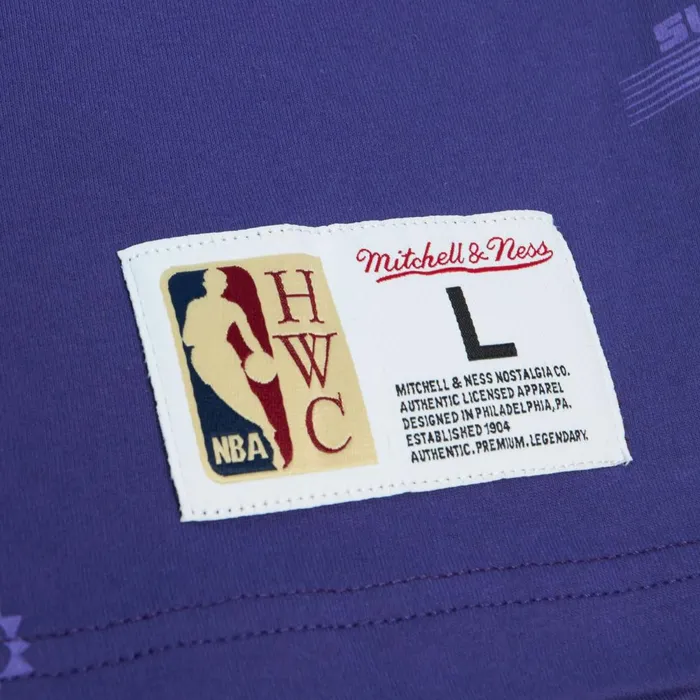 SU
Mitchell & Ness
H
W
C
NBA
L
MITCHELL & NESS NOSTALGIA CO.
AUTHENTIC LICENSED APPAREL
DESIGNED IN PHILADELPHIA, PA.
ESTABLISHED 1904
AUTHENTIC. PREMIUM. LEGENDARY.